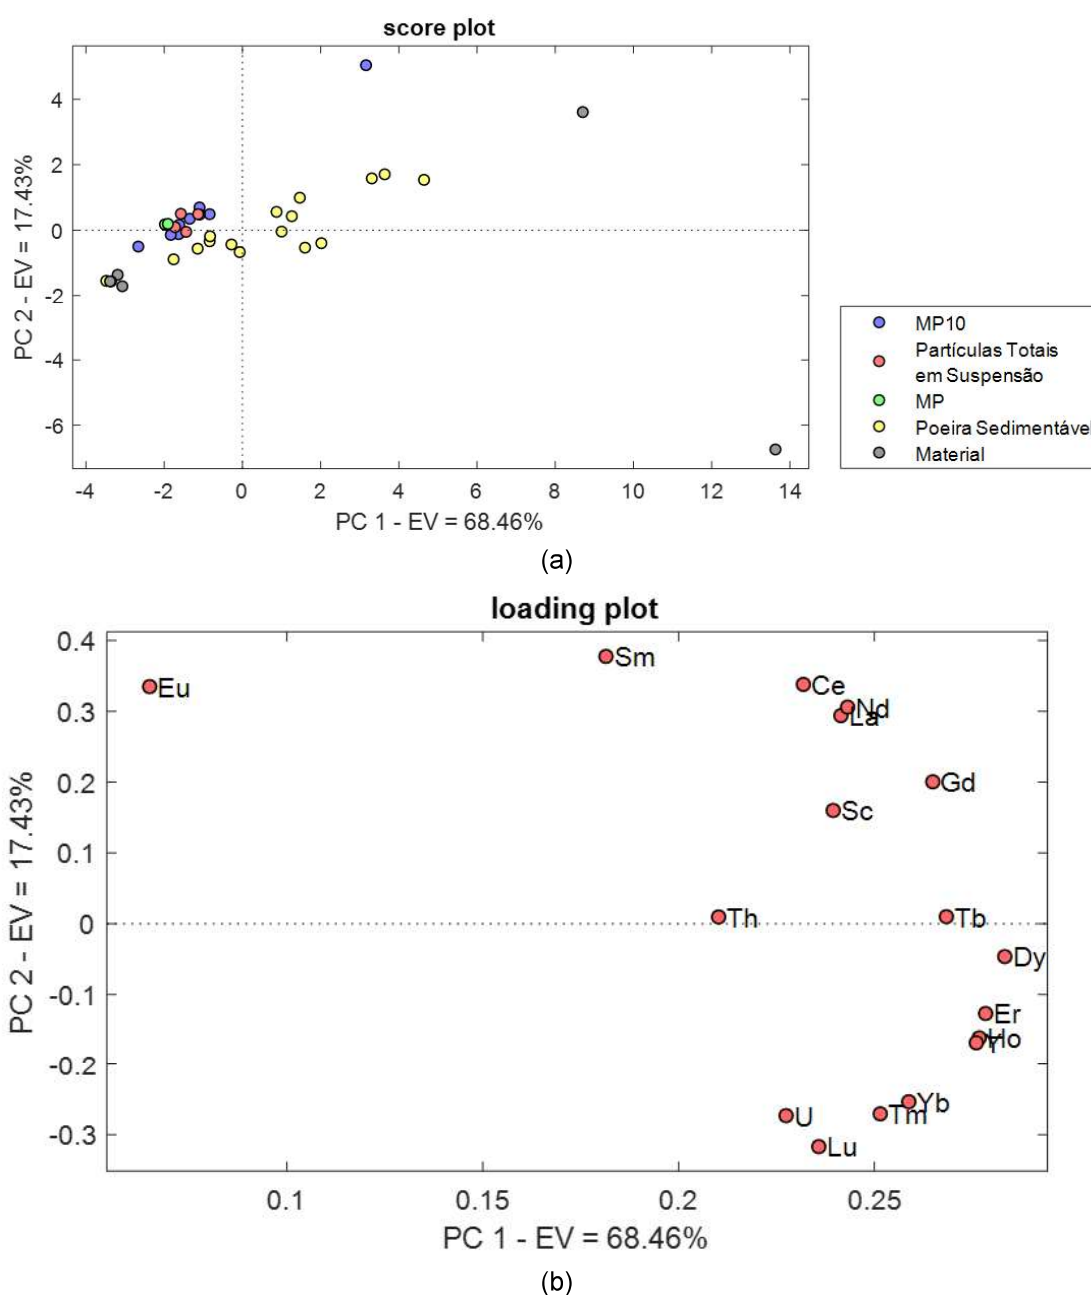 score plot
4
2
0
-2
-4
-6
PC 2 - EV = 17.43%
-4 -2 0 2 4 6 8 10 12 14
PC 1 - EV = 68.46%
MP10
Partículas Totais
em Suspensão
MP
Poeira Sedimentável
Material
(a)
loading plot
0.4
0.3
0.2
0.1
0
-0.1
-0.2
-0.3
PC 2 - EV = 17.43%
Eu
Sm
Ce
Nd
La
Gd
Sc
Th
Tb
Dy
Er
Ho
Y
Yb
Tm
U
Lu
0.1 0.15 0.2 0.25
PC 1 - EV = 68.46%
(b)